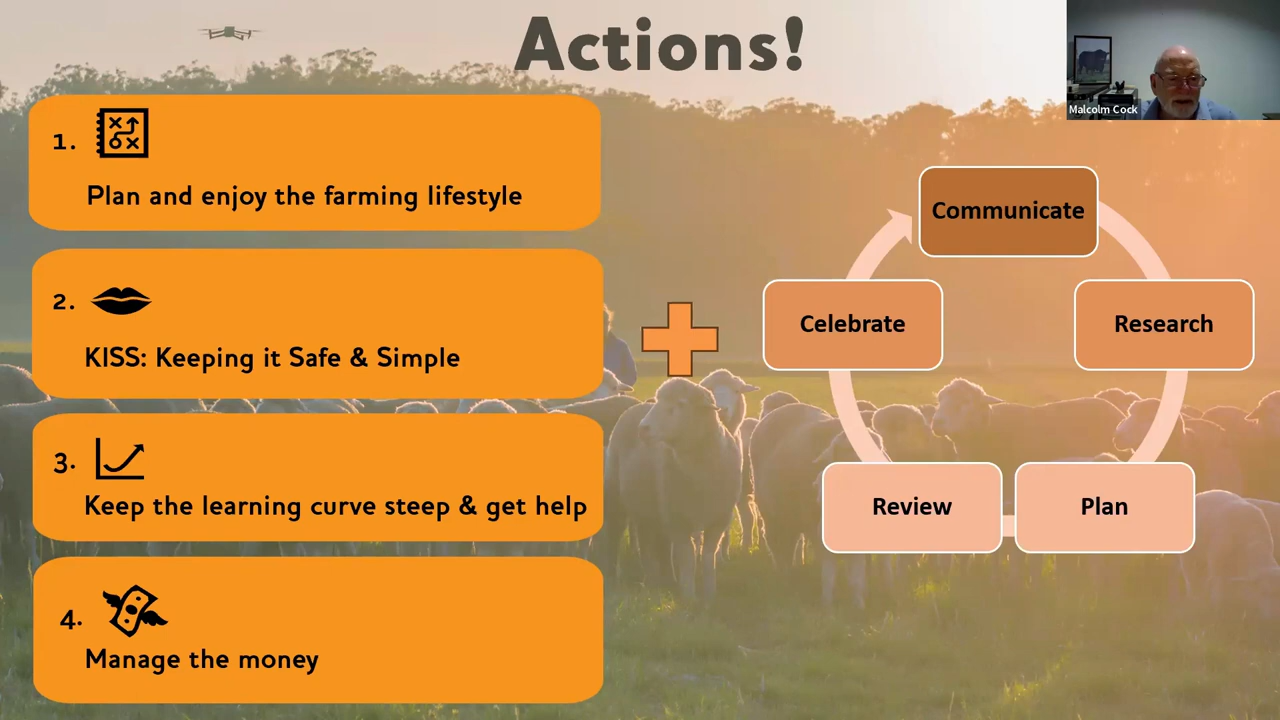 Actions!
Malcolm Cock
1.
Plan and enjoy the farming lifestyle
2.
KISS: Keeping it Safe & Simple
3.
Keep the learning curve steep & get help
4.
Manage the money
Communicate
Celebrate
Research
Review
Plan